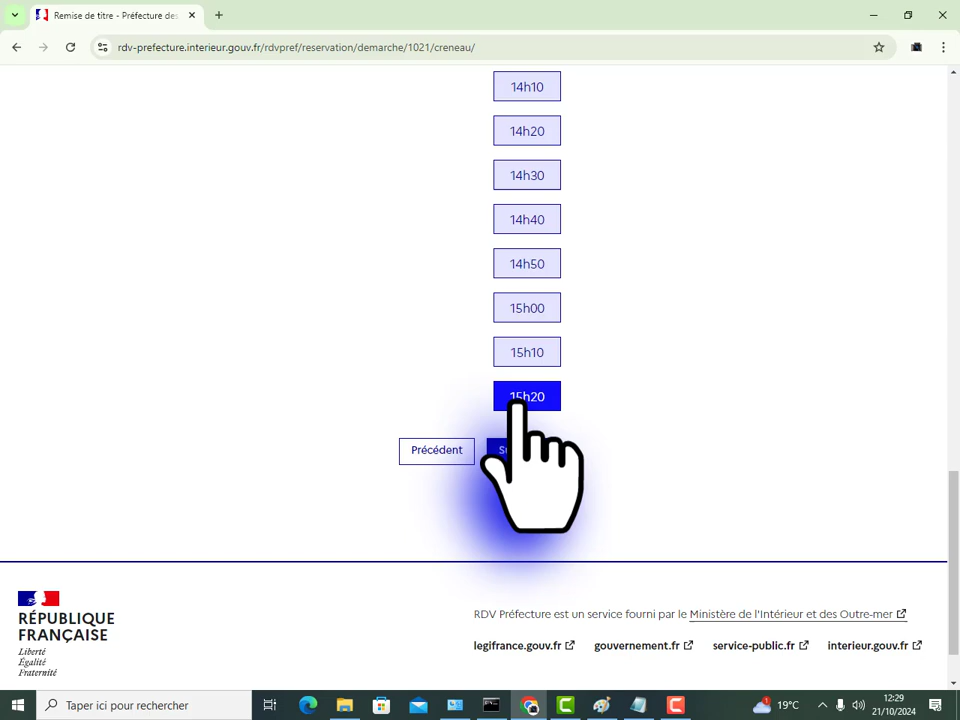 Remise de titre - Préfecture des
rdv-prefecture.interieur.gouv.fr/rdvpref/reservation/demarche/1021/creneau/
14h10
14h20
14h30
14h40
14h50
15h00
15h10
15h20
Précédent
RÉPUBLIQUE
FRANÇAISE
Liberté
Égalité
Fraternité
RDV Préfecture est un service fourni par le Ministère de l'Intérieur et des Outre-mer
legifrance.gouv.fr gouvernement.fr service-public.fr interieur.gouv.fr
Taper ici pour rechercher
19°C
12:29
21/10/2024